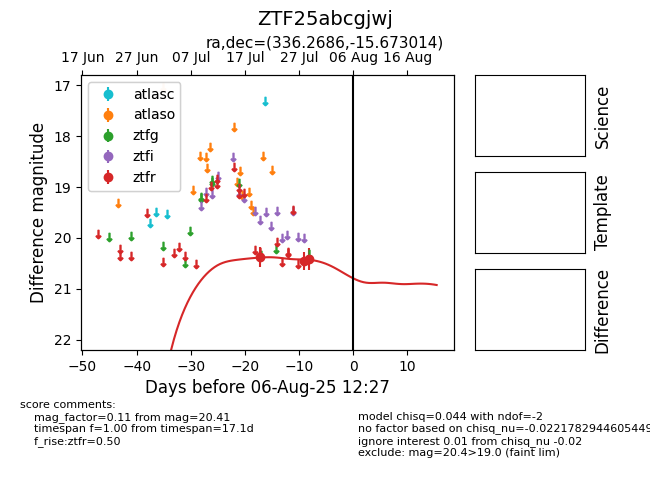 ZTF25abcgjwj
ra,dec=(336.2686,-15.673014)
17 Jun 27 Jun 07 Jul 17 Jul 27 Jul 06 Aug 16 Aug
17
18
19
20
21
22
Difference magnitude
atlasc
atlaso
ztfg
ztfi
ztfr
−50 −40 −30 −20 −10 0 10
Days before 06-Aug-25 12:27
Science
Template
Difference
score comments:
mag_factor=0.11 from mag=20.41
timespan f=1.00 from timespan=17.1d
f_rise:ztfr=0.50
model chisq=0.044 with ndof=-2
no factor based on chisq_nu=-0.0221782944605449
ignore interest 0.01 from chisq_nu -0.02
exclude: mag=20.4>19.0 (faint lim)